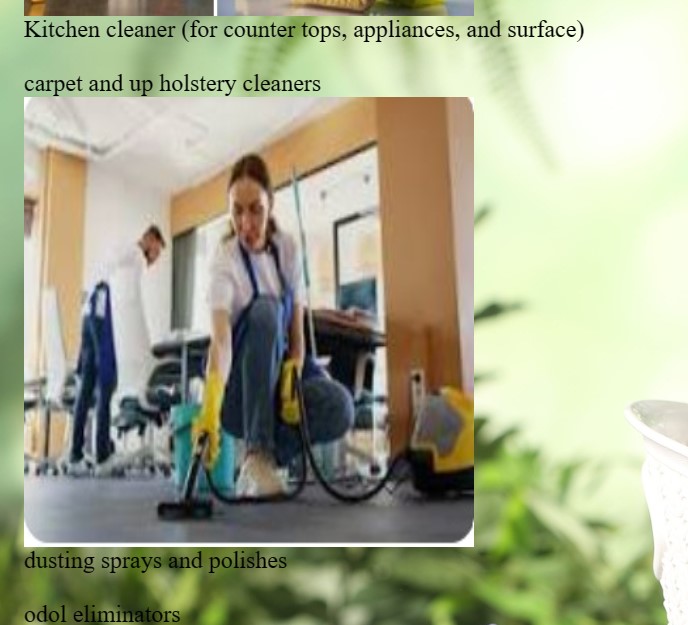 Kitchen cleaner (for counter tops, appliances, and surface)
carpet and up holstery cleaners
dusting sprays and polishes
odol eliminators